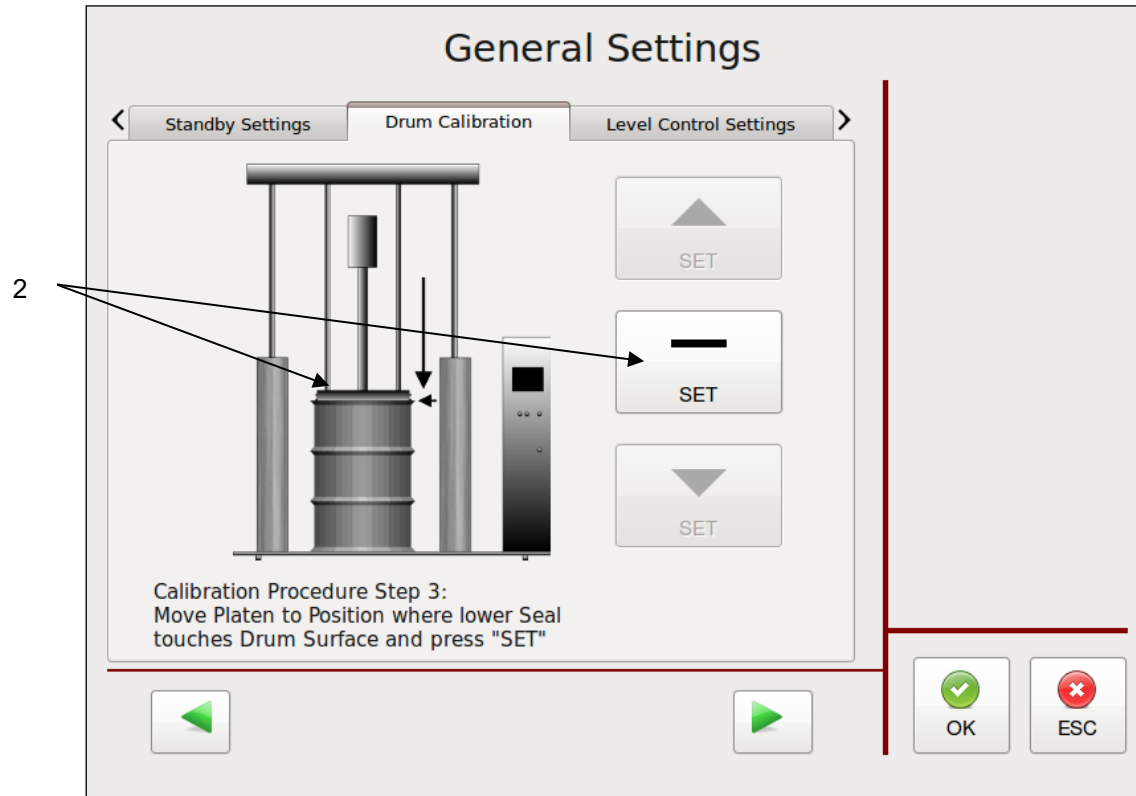 General Settings
Standby Settings
Drum Calibration
Level Control Settings
SET
2
SET
SET
Calibration Procedure Step 3:
Move Platen to Position where lower Seal
touches Drum Surface and press "SET"
OK
ESC